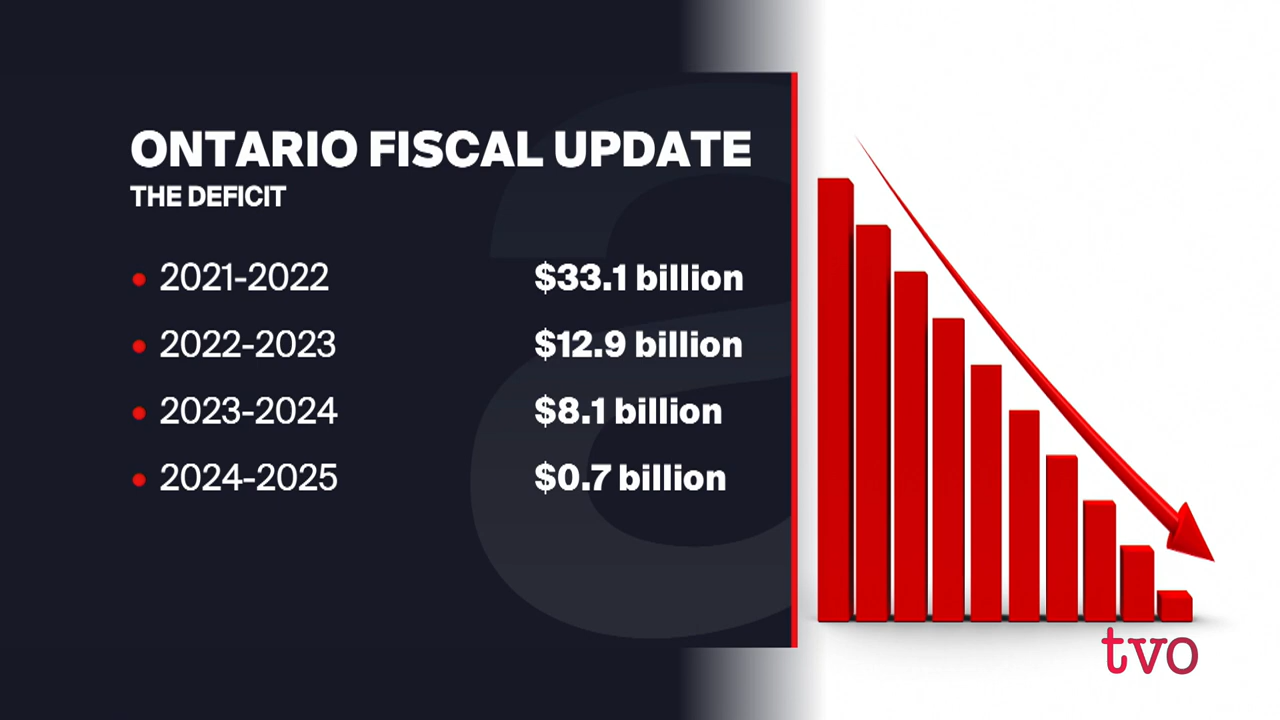 ONTARIO FISCAL UPDATE
THE DEFICIT
• 2021-2022 $33.1 billion
• 2022-2023 $12.9 billion
• 2023-2024 $8.1 billion
• 2024-2025 $0.7 billion
tvo